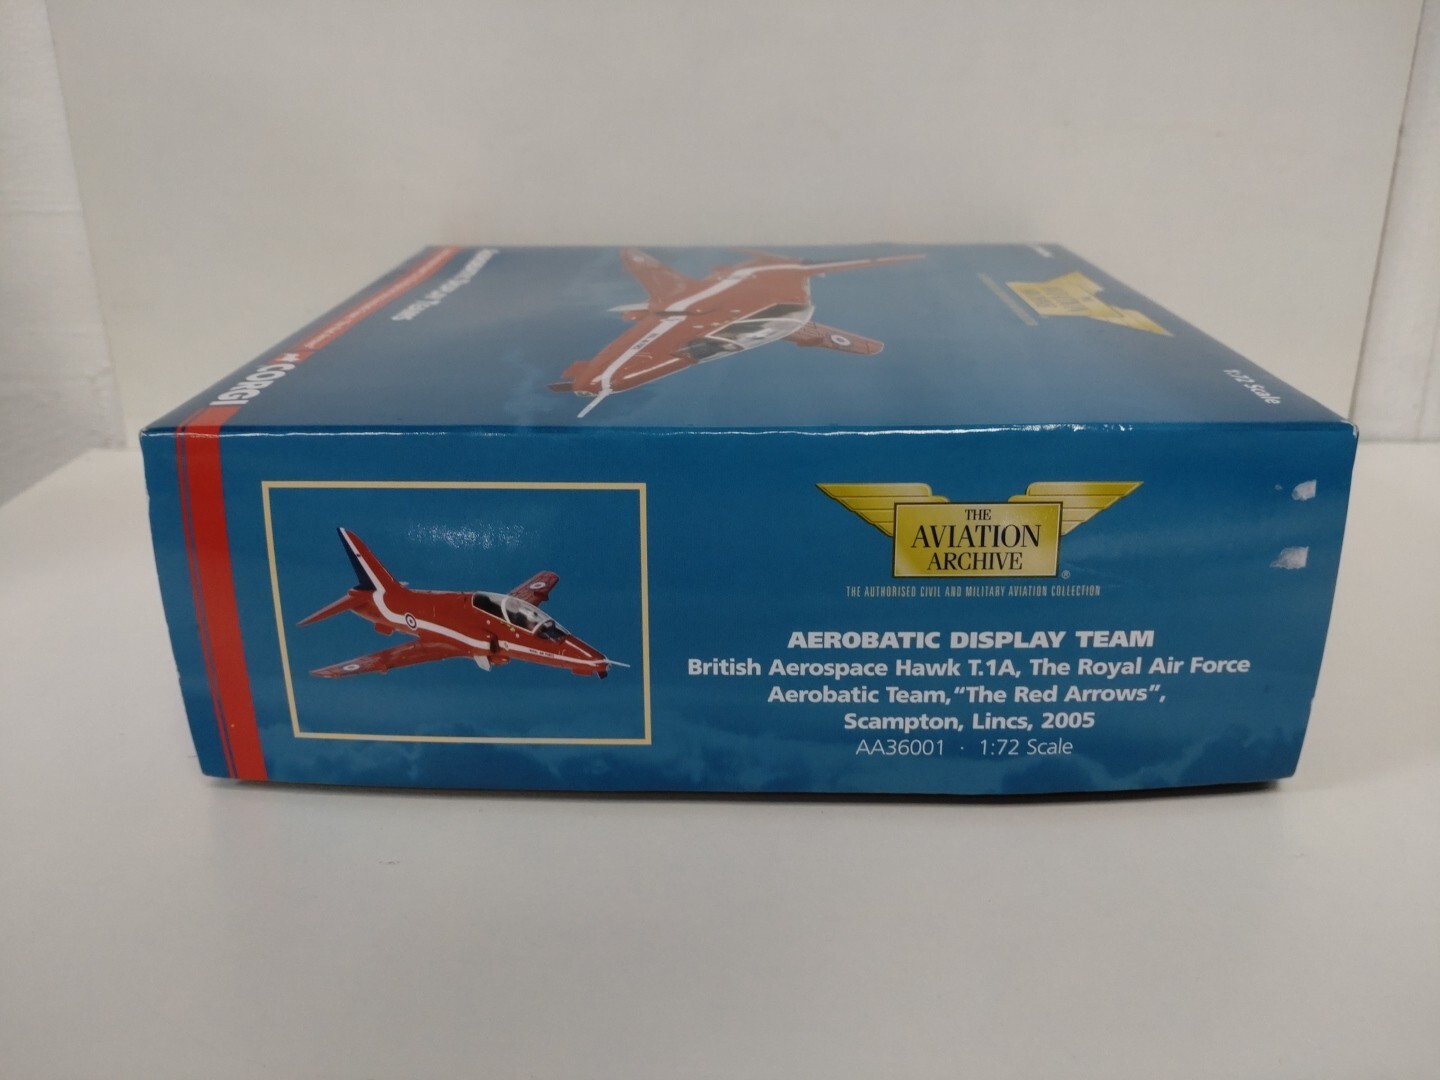 CORGI
1:72 Scale
THE
AVIATION
ARCHIVE
®
THE AUTHORISED CIVIL AND MILITARY AVIATION COLLECTION
AEROBATIC DISPLAY TEAM
British Aerospace Hawk T.1A, The Royal Air Force
Aerobatic Team, “The Red Arrows”,
Scampton, Lincs, 2005
AA36001 · 1:72 Scale